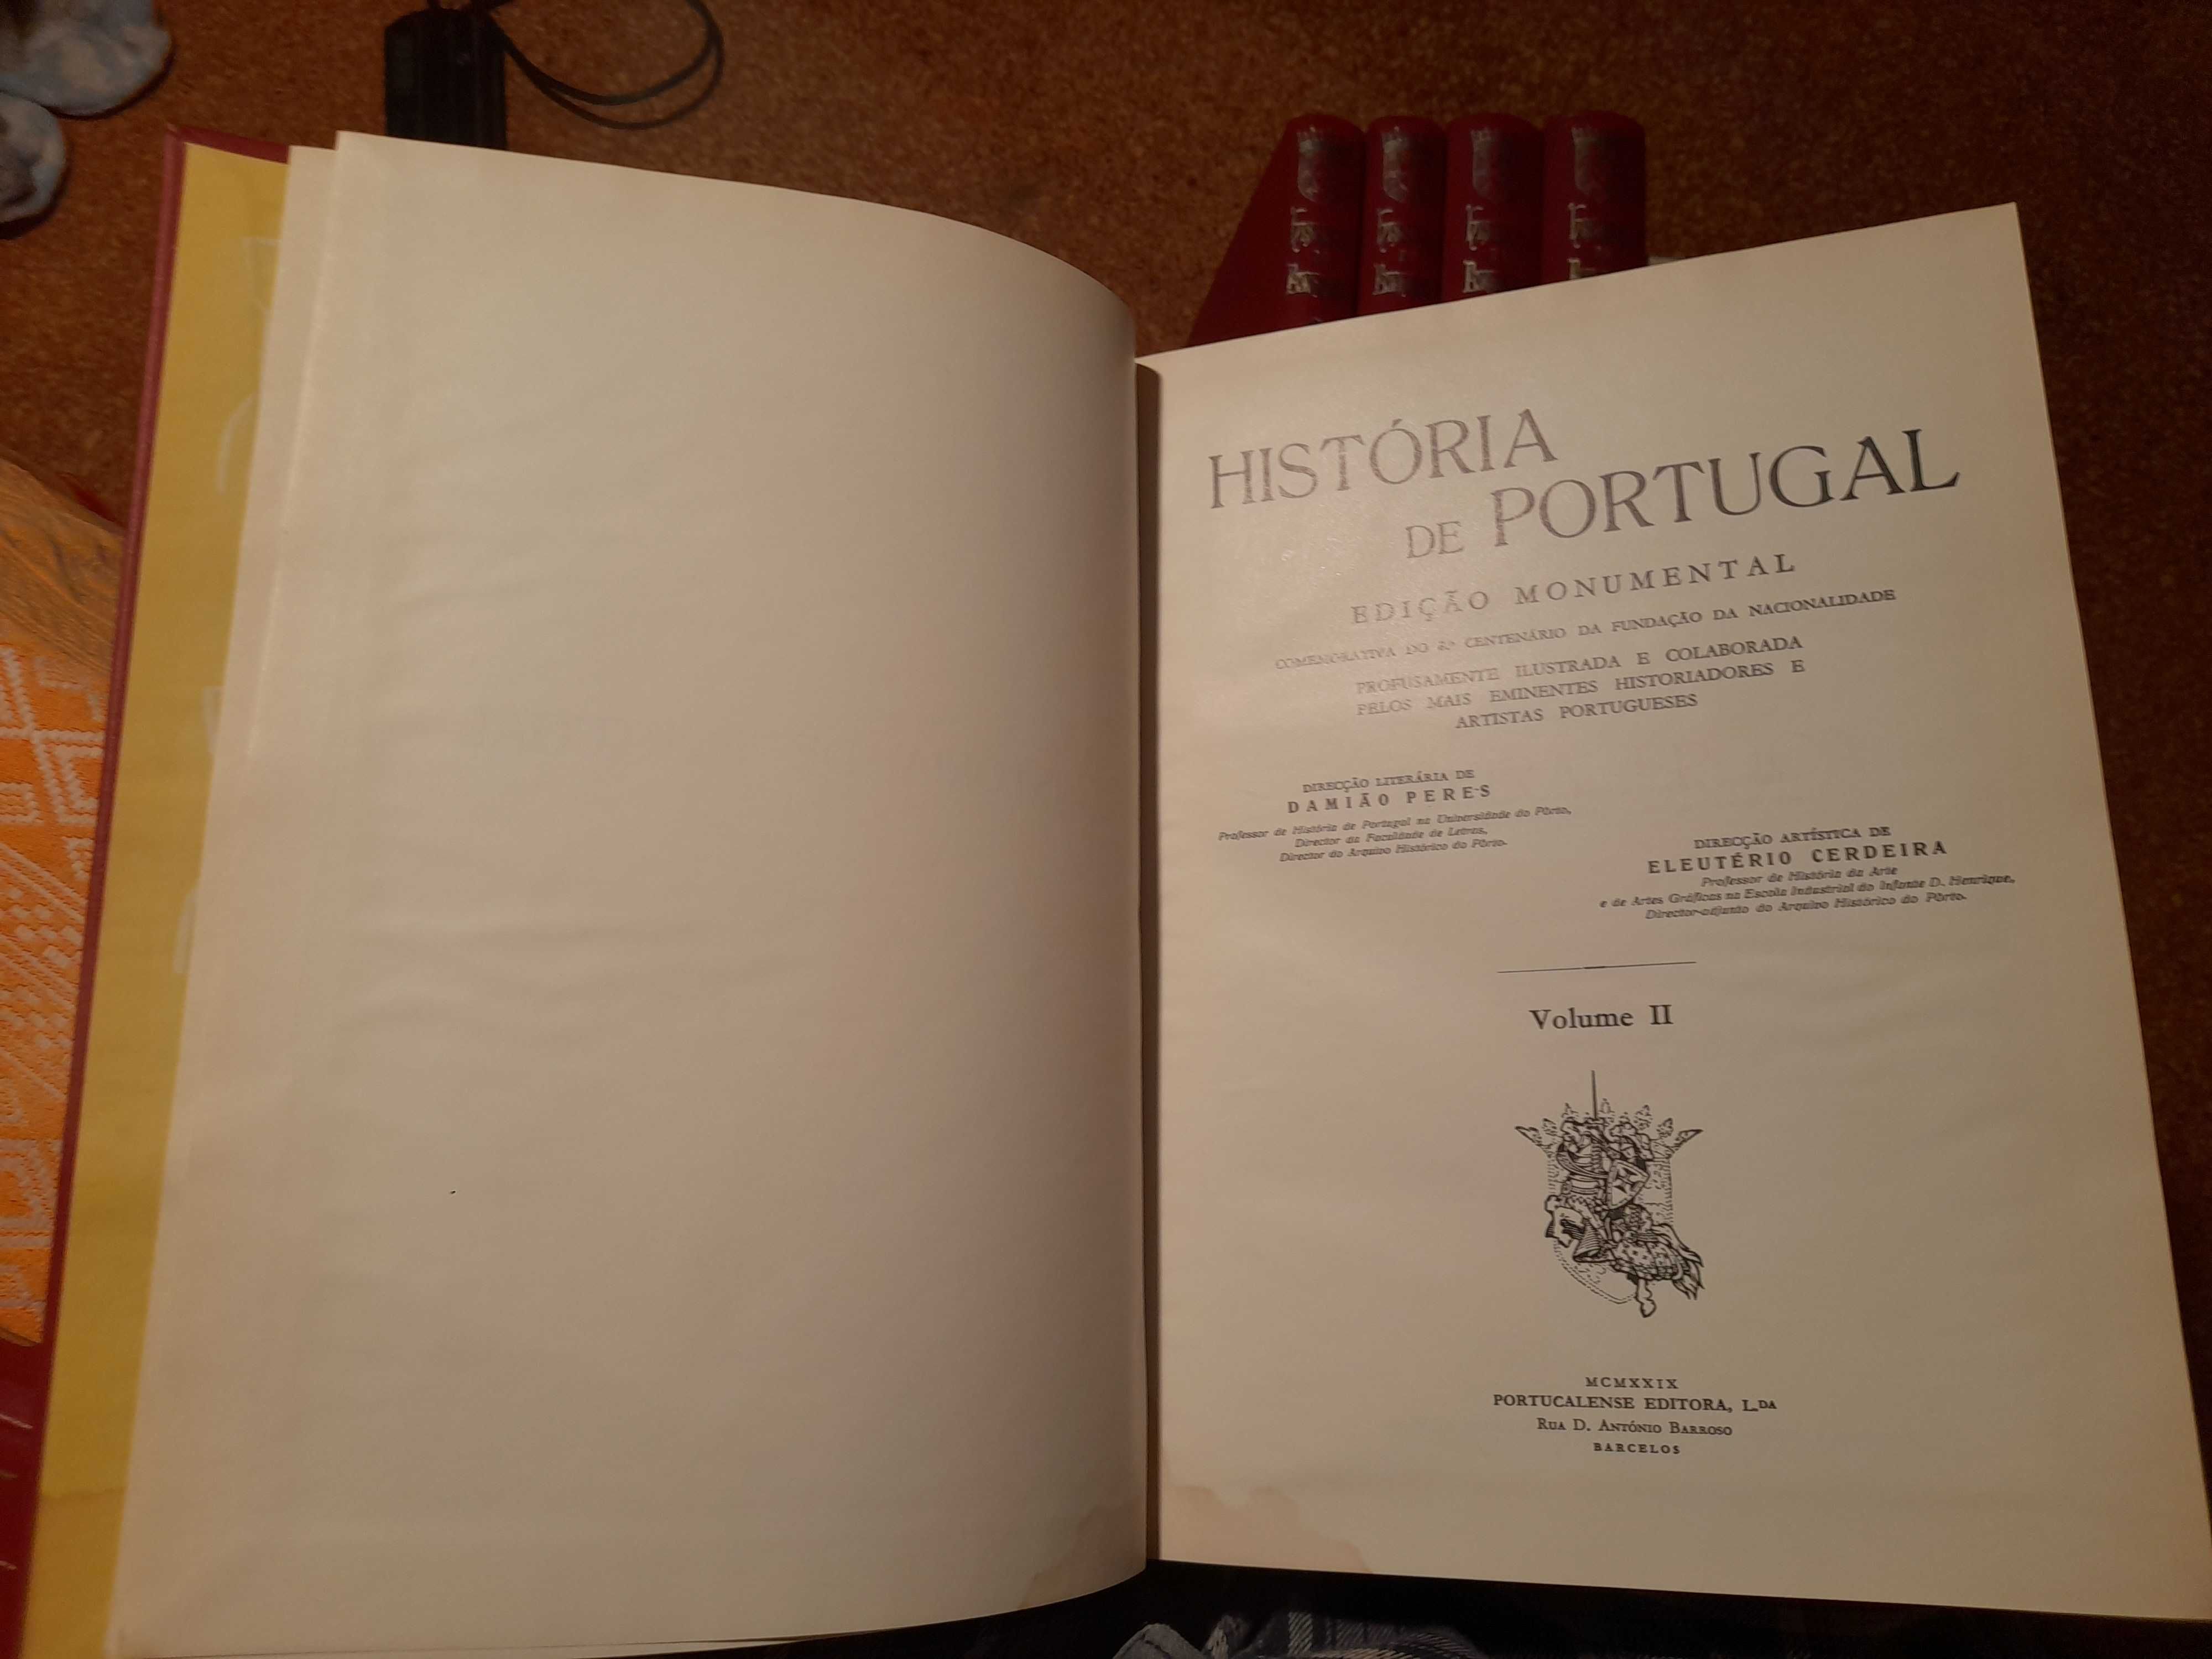 HISTÓRIA
DE PORTUGAL
EDIÇÃO MONUMENTAL
COMEMORATIVA DO 8.º CENTENÁRIO DA FUNDAÇÃO DA NACIONALIDADE
PROFUSAMENTE ILUSTRADA E COLABORADA
PELOS MAIS EMINENTES HISTORIADORES E
ARTISTAS PORTUGUESES
DIRECÇÃO LITERÁRIA DE
DAMIÃO PERES
Professor de História de Portugal na Universidade do Pôrto,
Director da Faculdade de Letras,
Director do Arquivo Histórico do Pôrto.
DIRECÇÃO ARTÍSTICA DE
ELEUTÉRIO CERDEIRA
Professor de História da Arte
e de Artes Gráficas na Escola Industrial do Infante D. Henrique,
Director-adjunto do Arquivo Histórico do Pôrto.
Volume II
MCMXXIX
PORTUCALENSE EDITORA, L.DA
RUA D. ANTÓNIO BARROSO
BARCELOS